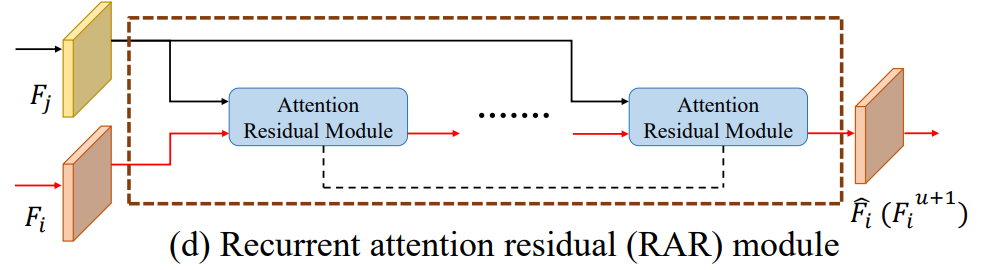 F_j
Attention
Residual Module
.......
Attention
Residual Module
F_i
F̂_i (F_i^{u+1})
(d) Recurrent attention residual (RAR) module